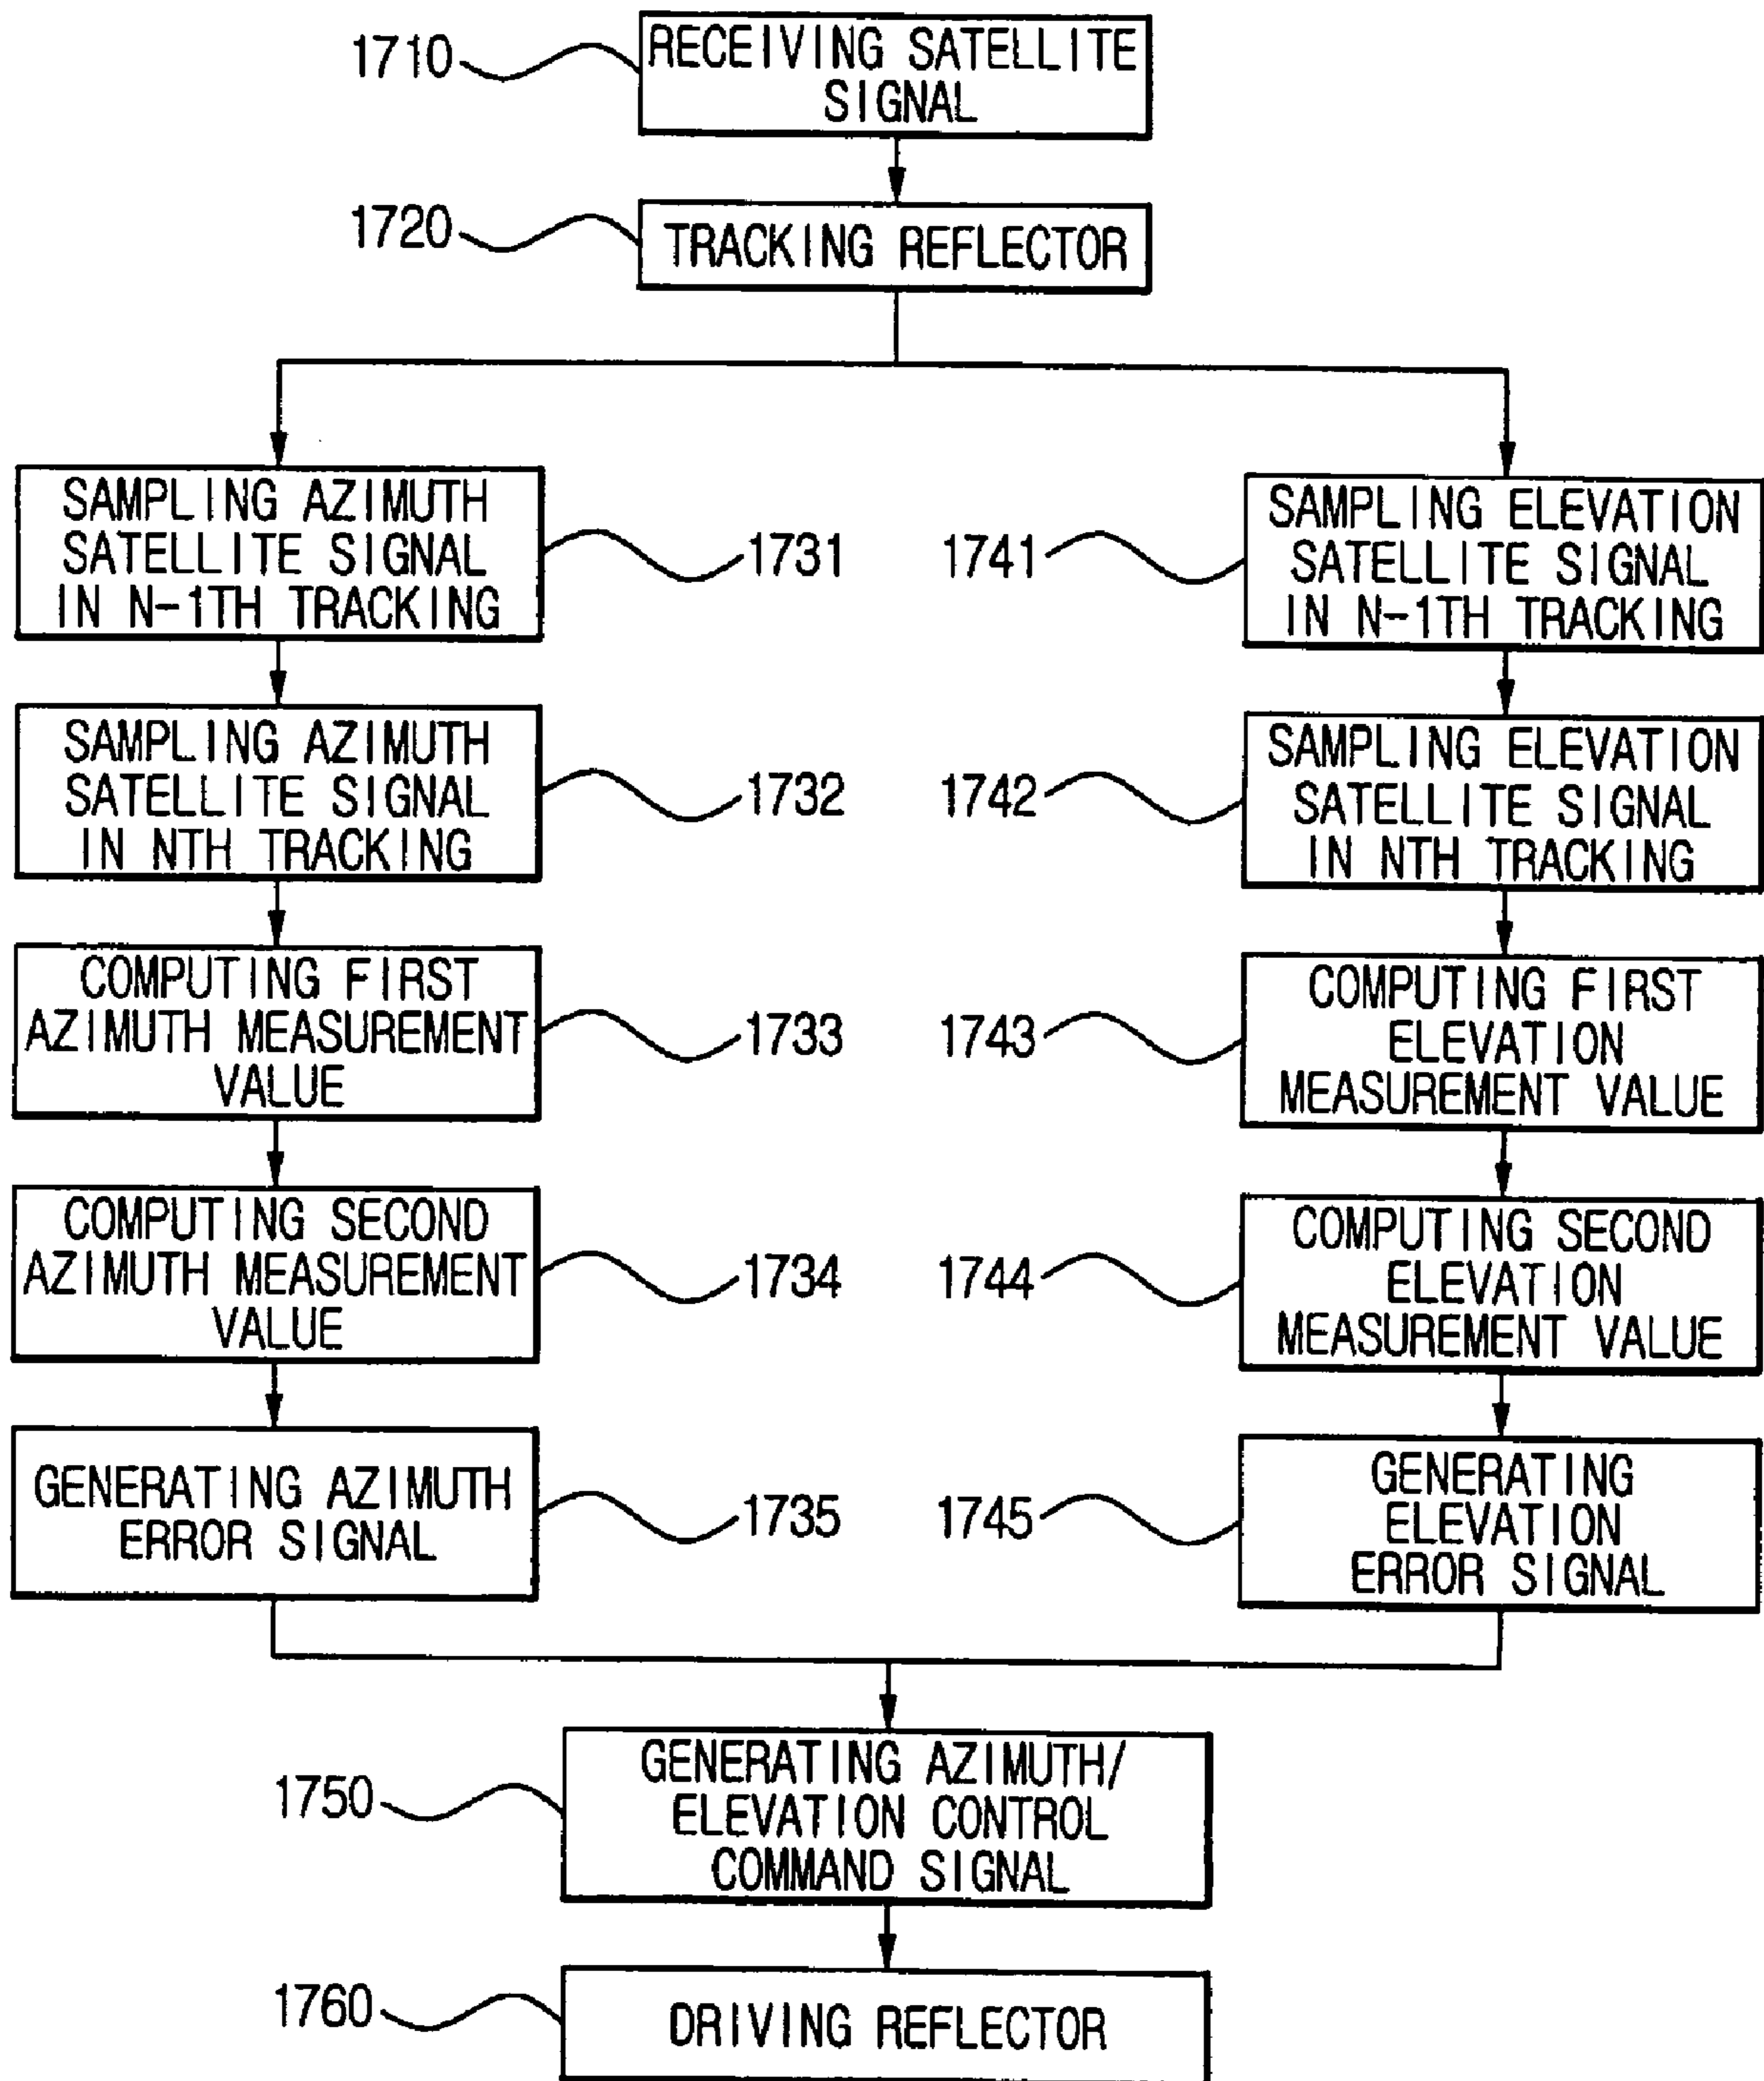 1710
RECEIVING SATELLITE
SIGNAL
1720
TRACKING REFLECTOR
SAMPLING AZIMUTH
SATELLITE SIGNAL
IN N-1TH TRACKING
1731
1741
SAMPLING ELEVATION
SATELLITE SIGNAL
IN N-1TH TRACKING
SAMPLING AZIMUTH
SATELLITE SIGNAL
IN NTH TRACKING
1732
1742
SAMPLING ELEVATION
SATELLITE SIGNAL
IN NTH TRACKING
COMPUTING FIRST
AZIMUTH MEASUREMENT
VALUE
1733
1743
COMPUTING FIRST
ELEVATION
MEASUREMENT VALUE
COMPUTING SECOND
AZIMUTH MEASUREMENT
VALUE
1734
1744
COMPUTING SECOND
ELEVATION
MEASUREMENT VALUE
GENERATING AZIMUTH
ERROR SIGNAL
1735
1745
GENERATING
ELEVATION
ERROR SIGNAL
1750
GENERATING AZIMUTH/
ELEVATION CONTROL
COMMAND SIGNAL
1760
DRIVING REFLECTOR